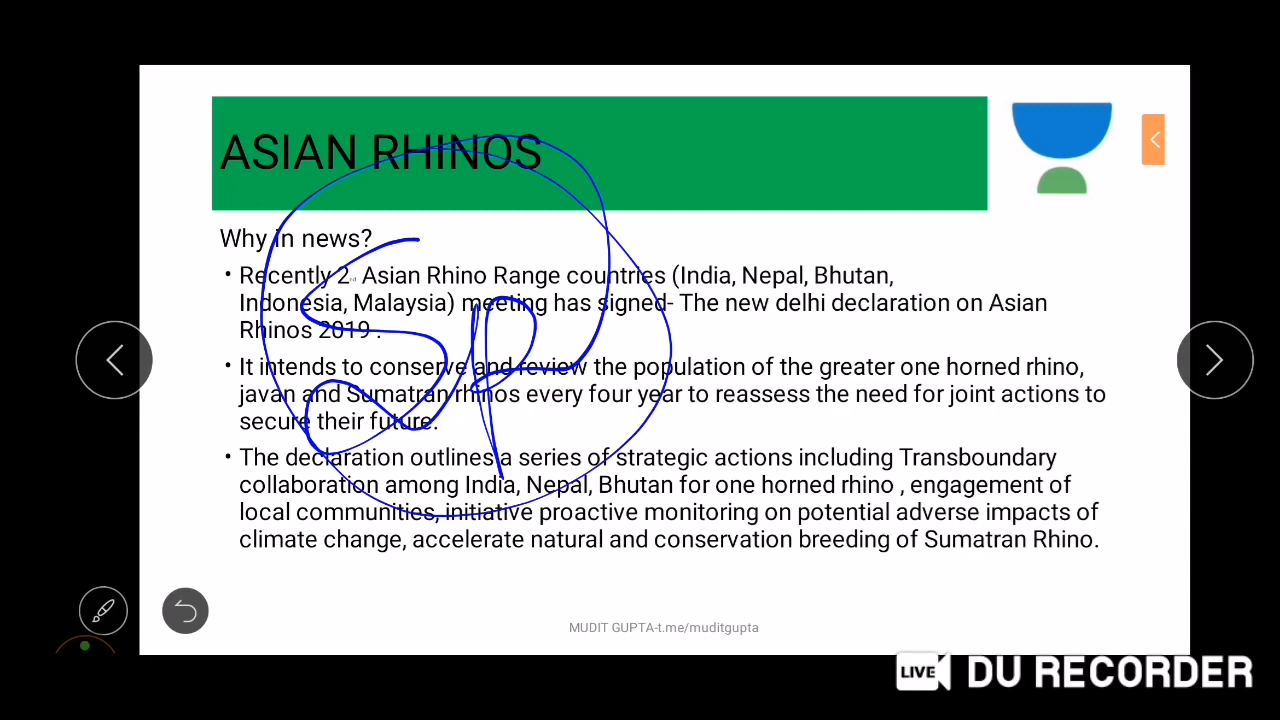 ASIAN RHINOS
Why in news?
• Recently 2nd Asian Rhino Range countries (India, Nepal, Bhutan,
Indonesia, Malaysia) meeting has signed- The new delhi declaration on Asian
Rhinos 2019 .
• It intends to conserve and review the population of the greater one horned rhino,
javan and Sumatran rhinos every four year to reassess the need for joint actions to
secure their future.
• The declaration outlines a series of strategic actions including Transboundary
collaboration among India, Nepal, Bhutan for one horned rhino , engagement of
local communities, initiative proactive monitoring on potential adverse impacts of
climate change, accelerate natural and conservation breeding of Sumatran Rhino.
SP
MUDIT GUPTA-t.me/muditgupta
LIVE DU RECORDER